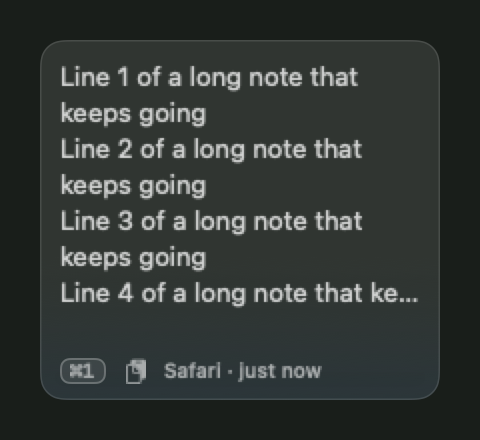 Line 1 of a long note that
keeps going
Line 2 of a long note that
keeps going
Line 3 of a long note that
keeps going
Line 4 of a long note that ke...
⌘1 Safari · just now